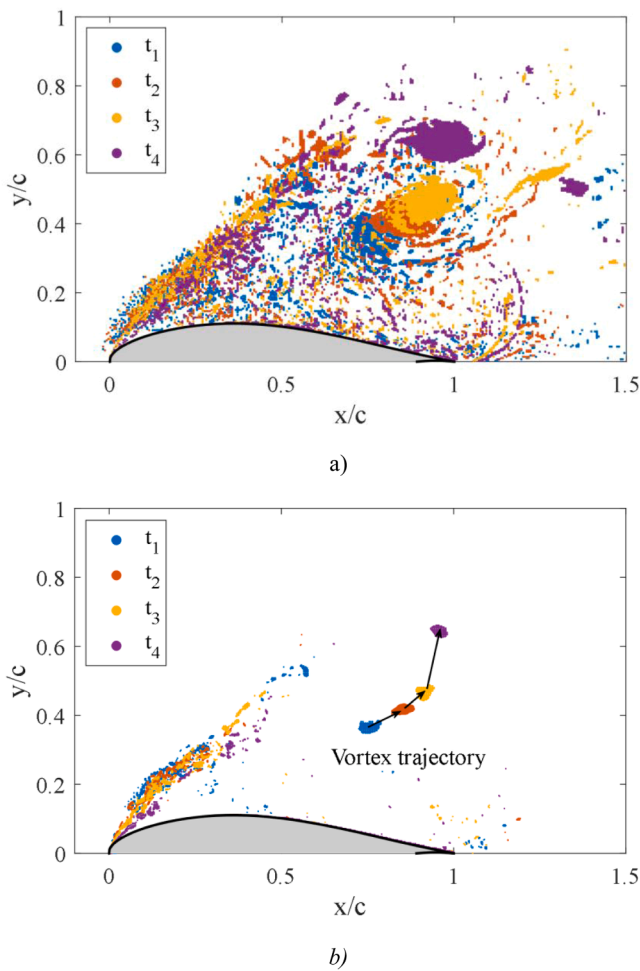 1
0.8
0.6
0.4
0.2
0
y/c
t₁
t₂
t₃
t₄
0
0.5
1
1.5
x/c
a)
1
0.8
0.6
0.4
0.2
0
y/c
t₁
t₂
t₃
t₄
Vortex trajectory
0
0.5
1
1.5
x/c
b)